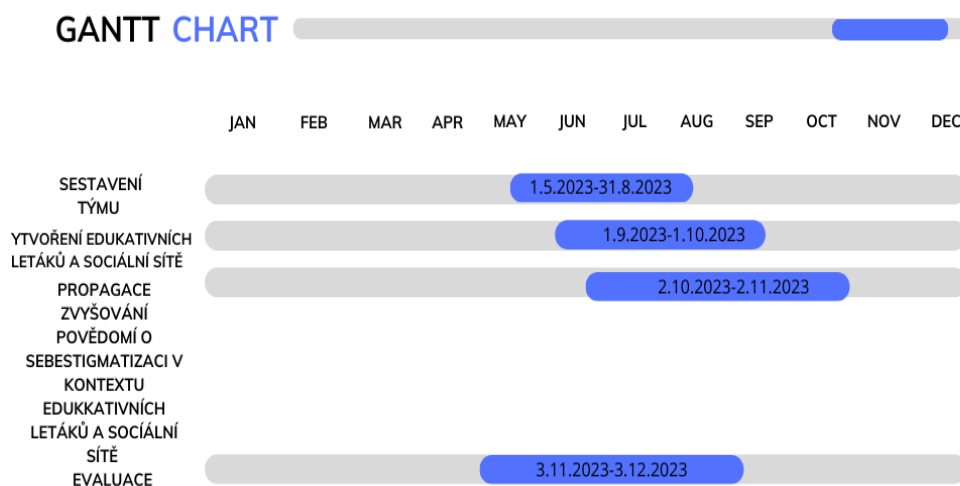 GANTT CHART
JAN FEB MAR APR MAY JUN JUL AUG SEP OCT NOV DEC
SESTAVENÍ
TÝMU
1.5.2023-31.8.2023
YTVOŘENÍ EDUKATIVNÍCH
LETÁKŮ A SOCIÁLNÍ SÍTĚ
1.9.2023-1.10.2023
PROPAGACE
ZVYŠOVÁNÍ
POVĚDOMÍ O
SEBESTIGMATIZACI V
KONTEXTU
EDUKKATIVNÍCH
LETÁKŮ A SOCÍÁLNÍ
SÍTĚ
2.10.2023-2.11.2023
EVALUACE
3.11.2023-3.12.2023